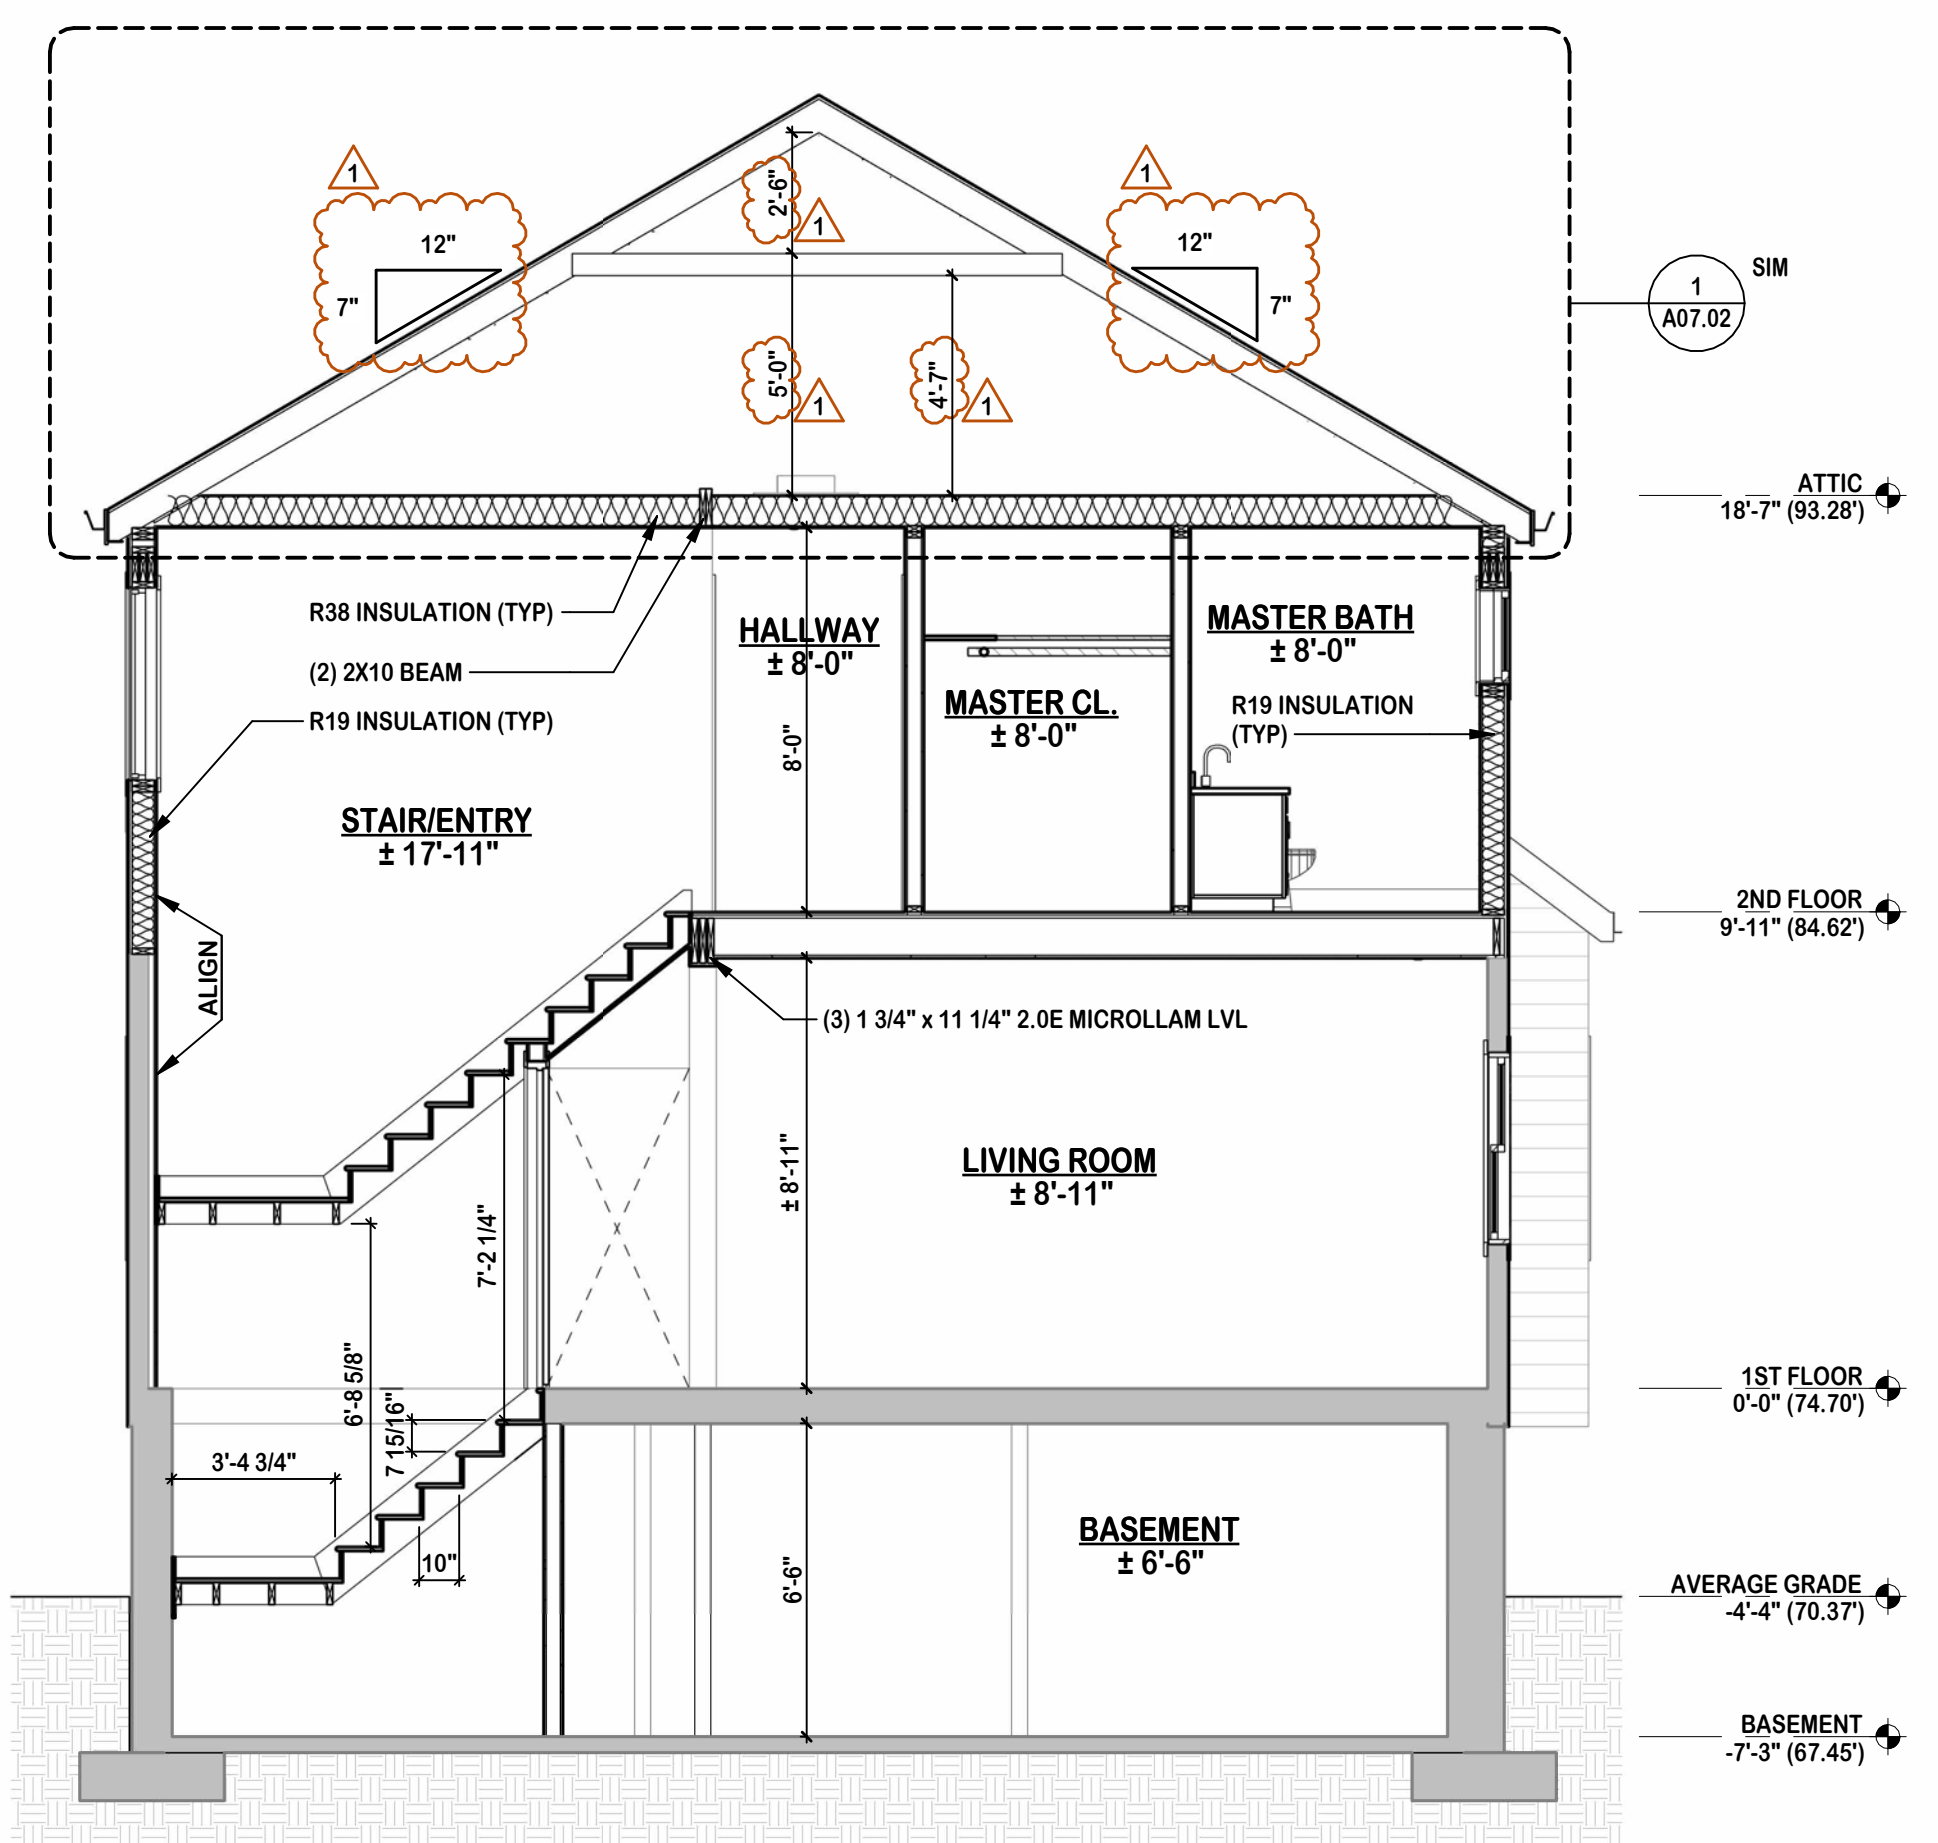 1
1
12"
12"
7"
7"
2'-6"
1
5'-0"
1
4'-7"
1
SIM
1
A07.02
ATTIC
18'-7" (93.28')
R38 INSULATION (TYP)
(2) 2X10 BEAM
R19 INSULATION (TYP)
HALLWAY
± 8'-0"
MASTER CL.
± 8'-0"
MASTER BATH
± 8'-0"
R19 INSULATION
(TYP)
8'-0"
STAIR/ENTRY
± 17'-11"
ALIGN
2ND FLOOR
9'-11" (84.62')
(3) 1 3/4" x 11 1/4" 2.0E MICROLLAM LVL
LIVING ROOM
± 8'-11"
± 8'-11"
7'-2 1/4"
6'-8 5/8"
7 15/16"
3'-4 3/4"
10"
1ST FLOOR
0'-0" (74.70')
BASEMENT
± 6'-6"
6'-6"
AVERAGE GRADE
-4'-4" (70.37')
BASEMENT
-7'-3" (67.45')